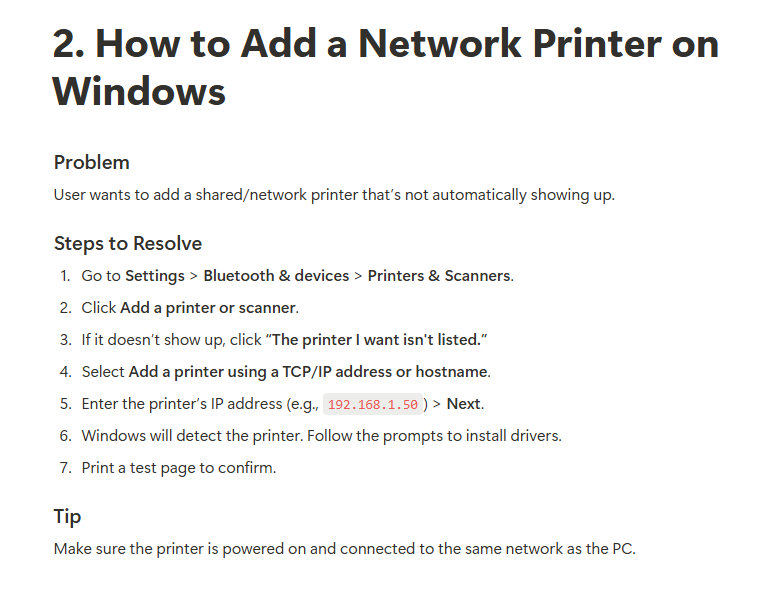 2. How to Add a Network Printer on
Windows
Problem
User wants to add a shared/network printer that’s not automatically showing up.
Steps to Resolve
1. Go to Settings > Bluetooth & devices > Printers & Scanners.
2. Click Add a printer or scanner.
3. If it doesn’t show up, click “The printer I want isn't listed.”
4. Select Add a printer using a TCP/IP address or hostname.
5. Enter the printer’s IP address (e.g., 192.168.1.50) > Next.
6. Windows will detect the printer. Follow the prompts to install drivers.
7. Print a test page to confirm.
Tip
Make sure the printer is powered on and connected to the same network as the PC.